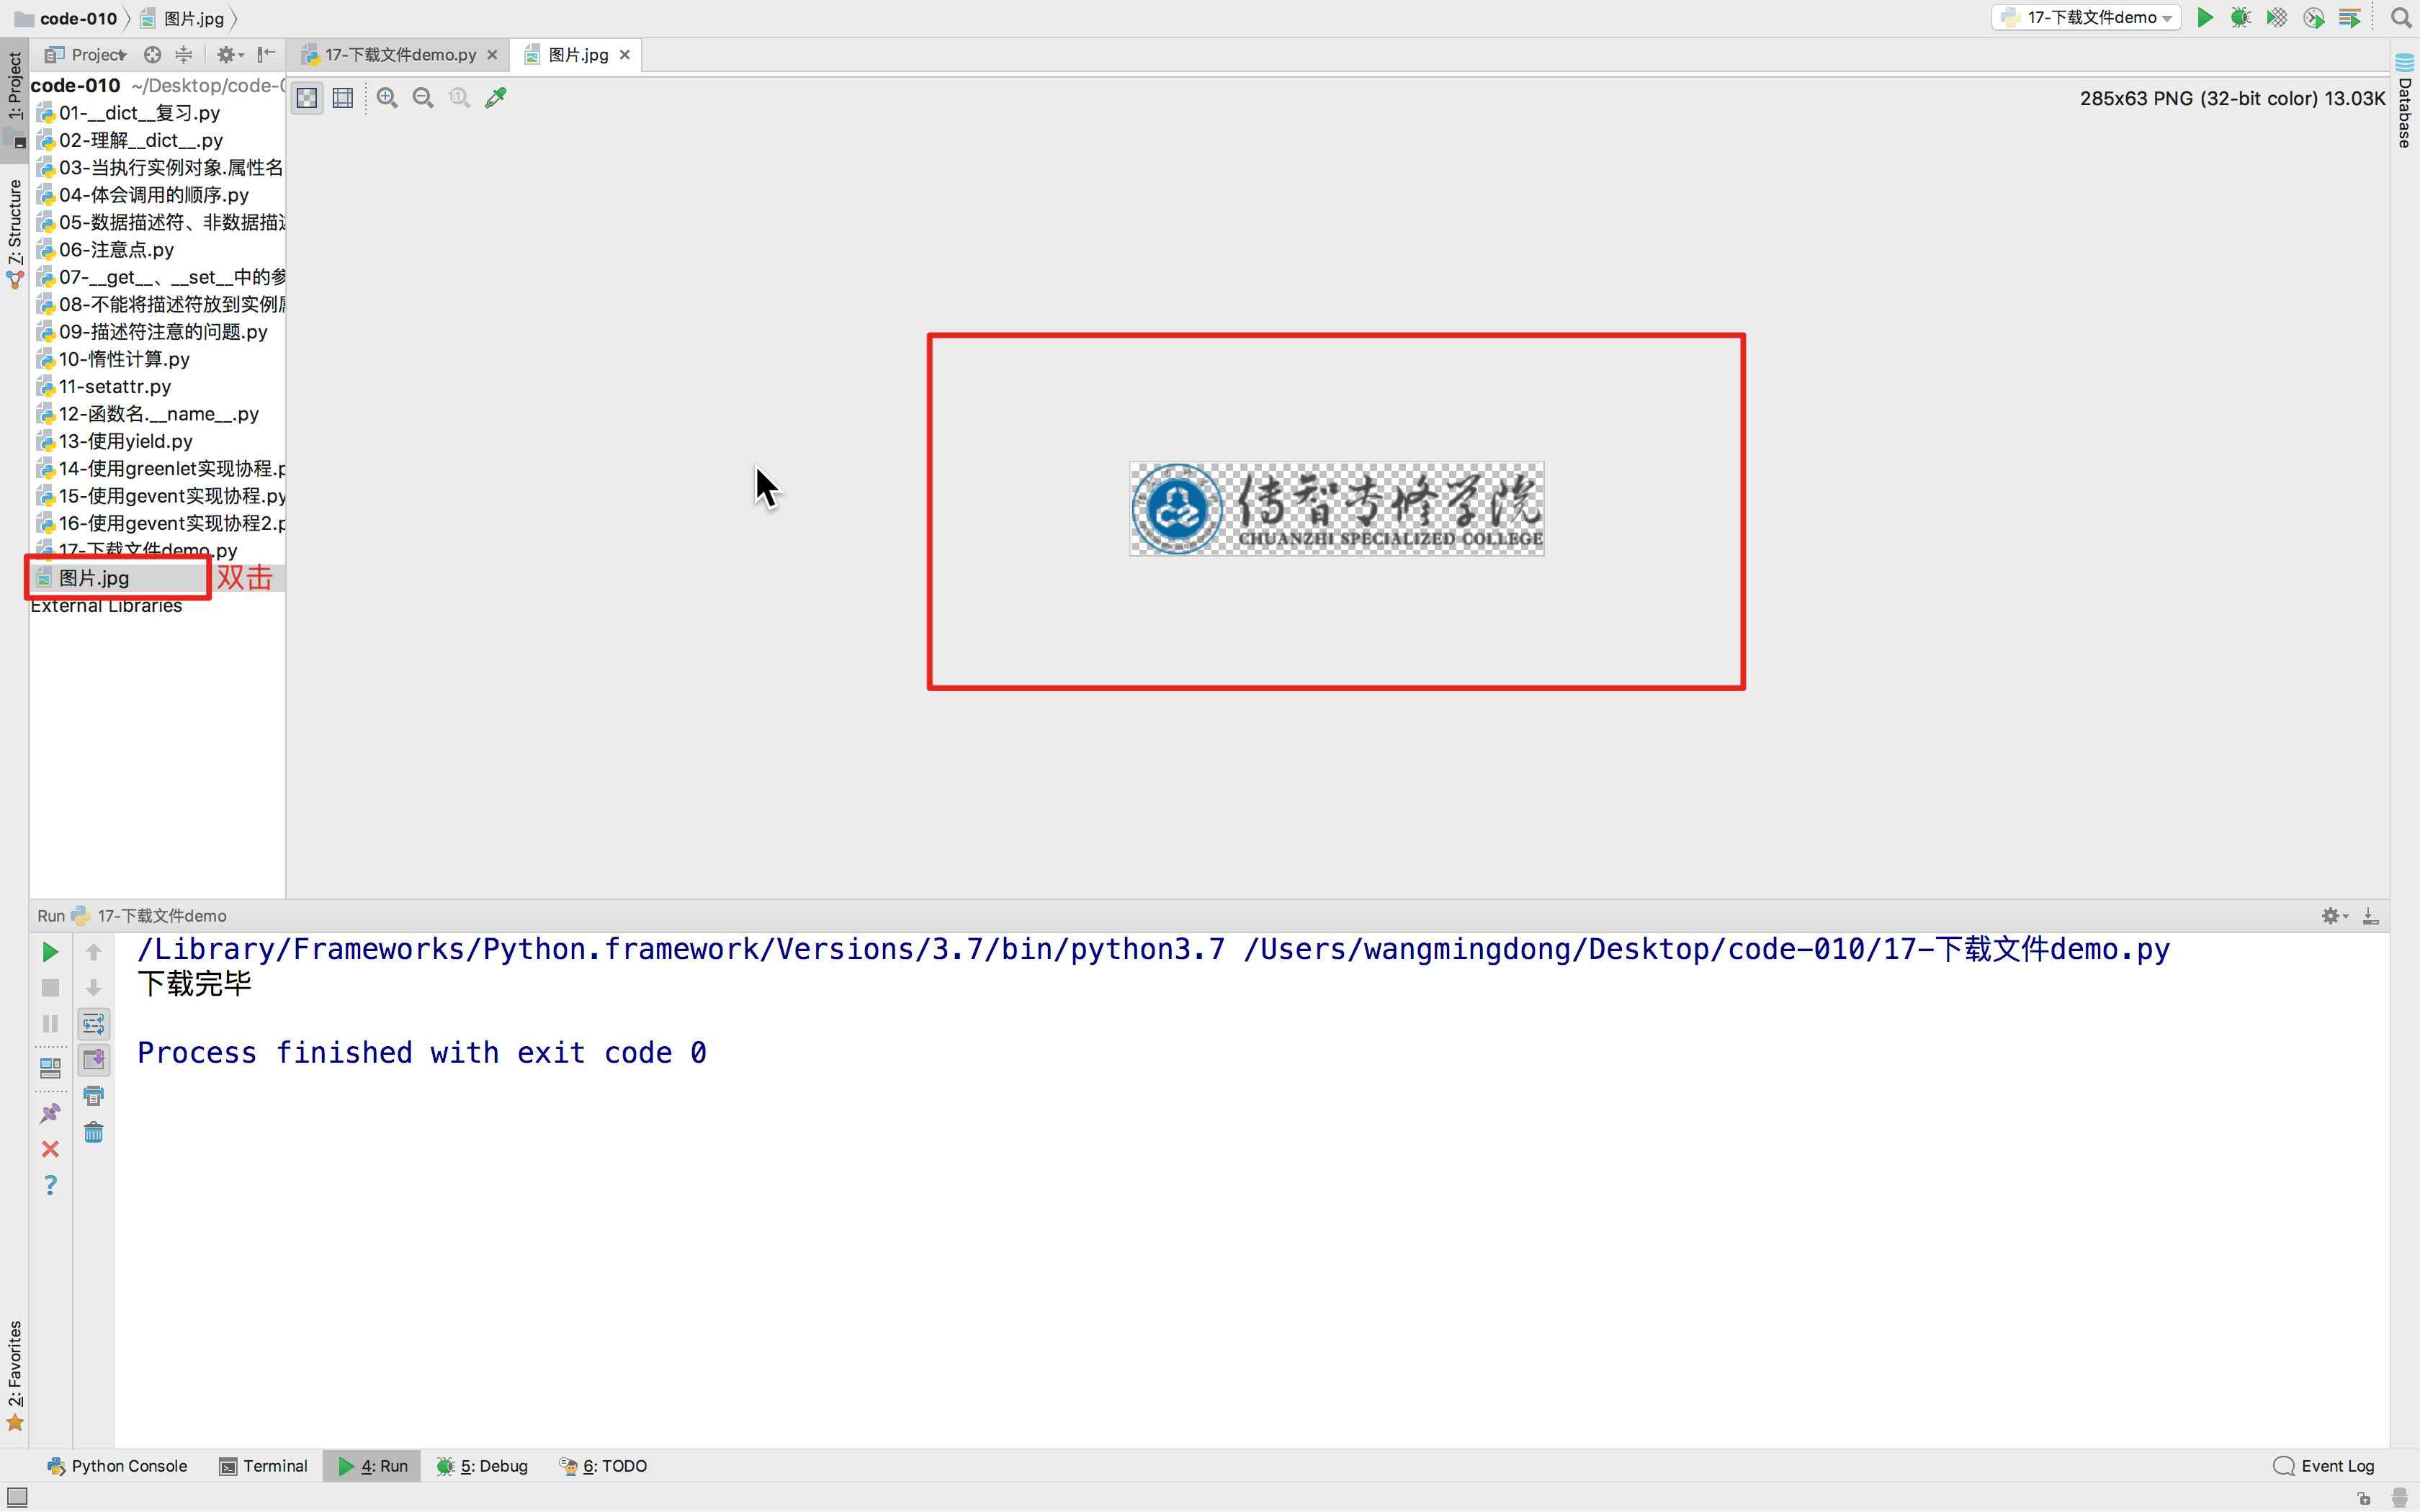 code-010
图片.jpg
17-下载文件demo
1: Project
Project
17-下载文件demo.py
图片.jpg
code-010 ~/Desktop/code-0
285x63 PNG (32-bit color) 13.03K
Database
01-__dict__复习.py
02-理解__dict__.py
03-当执行实例对象.属性名
04-体会调用的顺序.py
7: Structure
05-数据描述符、非数据描述
06-注意点.py
07-__get__、__set__中的参
08-不能将描述符放到实例属
09-描述符注意的问题.py
10-惰性计算.py
11-setattr.py
12-函数名.__name__.py
13-使用yield.py
14-使用greenlet实现协程.p
15-使用gevent实现协程.py
16-使用gevent实现协程2.p
17-下载文件demo.py
图片.jpg
双击
External Libraries
传智专修学院
CHUANZHI SPECIALIZED COLLEGE
Run 17-下载文件demo
/Library/Frameworks/Python.framework/Versions/3.7/bin/python3.7 /Users/wangmingdong/Desktop/code-010/17-下载文件demo.py
下载完毕
Process finished with exit code 0
2: Favorites
Python Console
Terminal
4: Run
5: Debug
6: TODO
Event Log